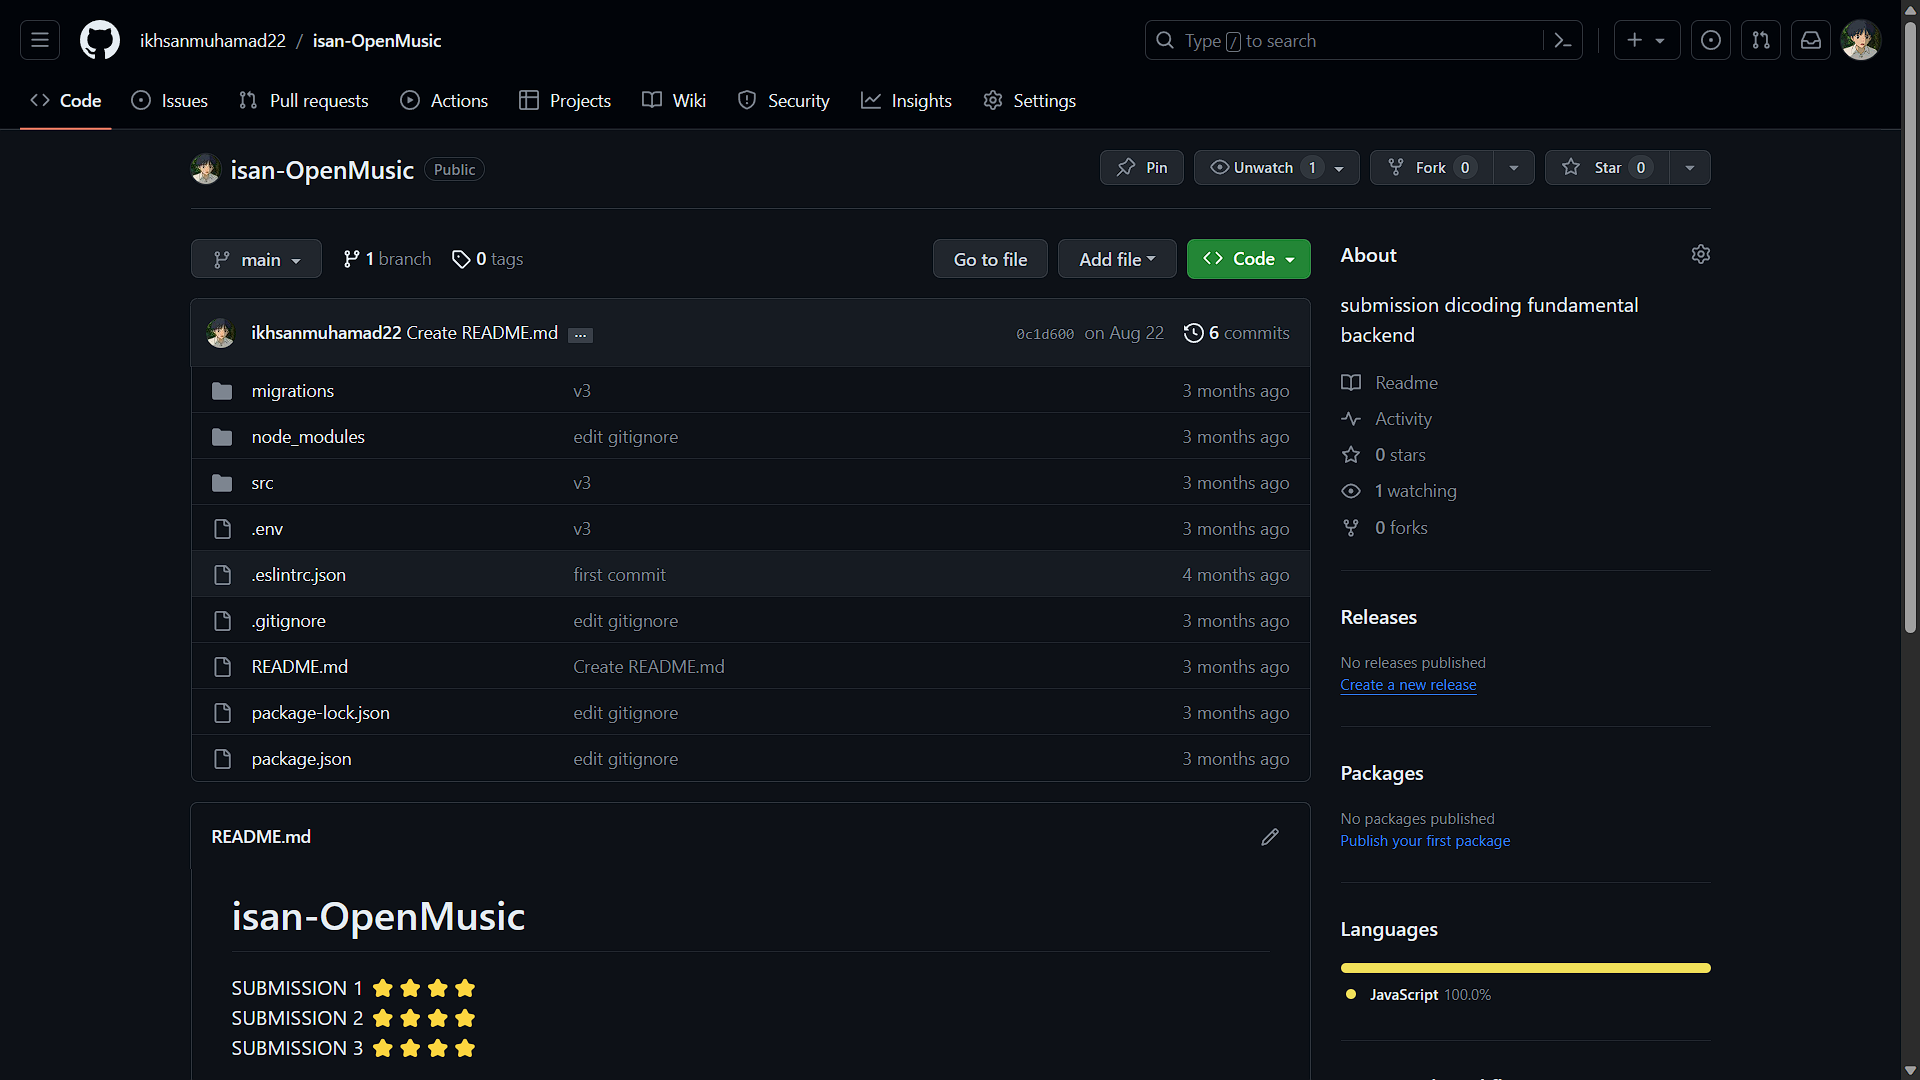 ikhsanmuhamad22 / isan-OpenMusic
Type / to search
Code Issues Pull requests Actions Projects Wiki Security Insights Settings
isan-OpenMusic Public
Pin Unwatch 1 Fork 0 Star 0
main 1 branch 0 tags
Go to file Add file Code
ikhsanmuhamad22 Create README.md ... 0c1d600 on Aug 22 6 commits
migrations v3 3 months ago
node_modules edit gitignore 3 months ago
src v3 3 months ago
.env v3 3 months ago
.eslintrc.json first commit 4 months ago
.gitignore edit gitignore 3 months ago
README.md Create README.md 3 months ago
package-lock.json edit gitignore 3 months ago
package.json edit gitignore 3 months ago
README.md
isan-OpenMusic
SUBMISSION 1 ⭐ ⭐ ⭐ ⭐
SUBMISSION 2 ⭐ ⭐ ⭐ ⭐
SUBMISSION 3 ⭐ ⭐ ⭐ ⭐
About
submission dicoding fundamental
backend
Readme
Activity
0 stars
1 watching
0 forks
Releases
No releases published
Create a new release
Packages
No packages published
Publish your first package
Languages
JavaScript 100.0%